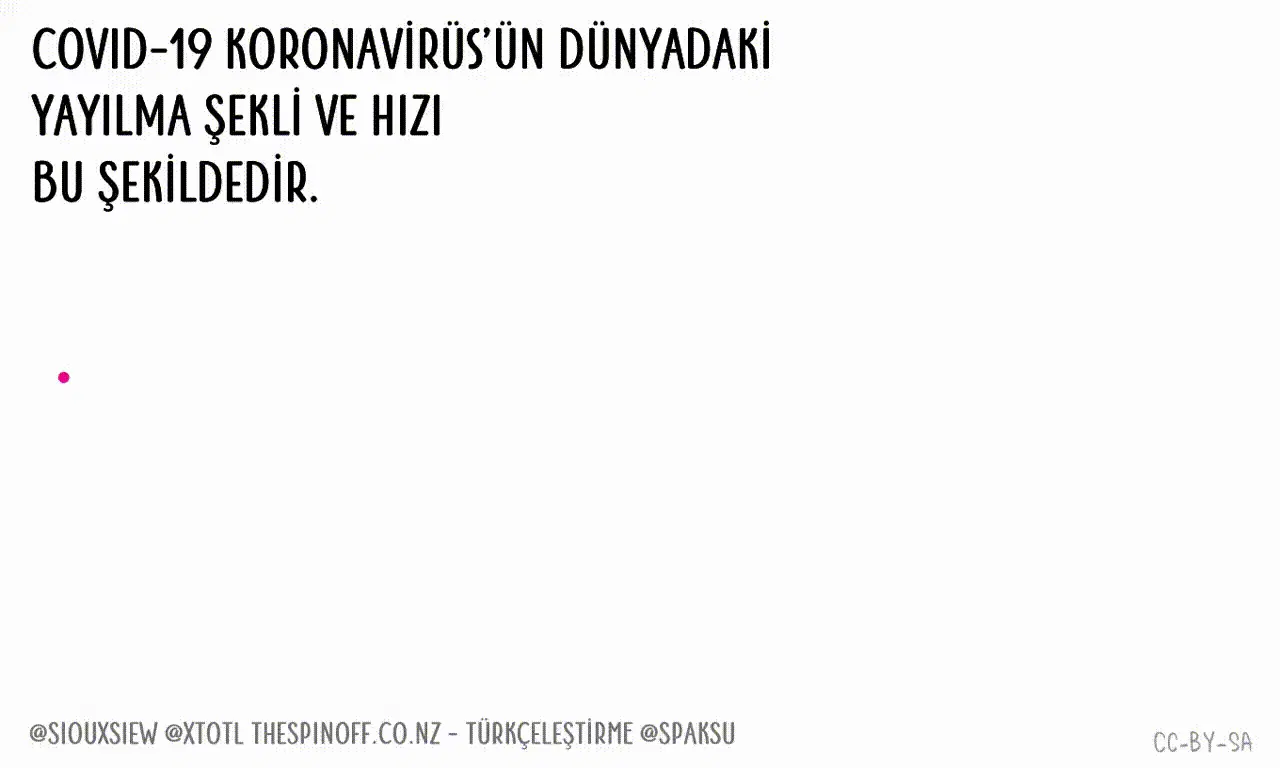 COVID-19 KORONAVİRÜS'ÜN DÜNYADAKİ
YAYILMA ŞEKLİ VE HIZI
BU ŞEKİLDEDİR.
@SIOUXSIEW @XTOTL THESPINOFF.CO.NZ - TÜRKÇELEŞTİRME @SPAKSU
CC-BY-SA